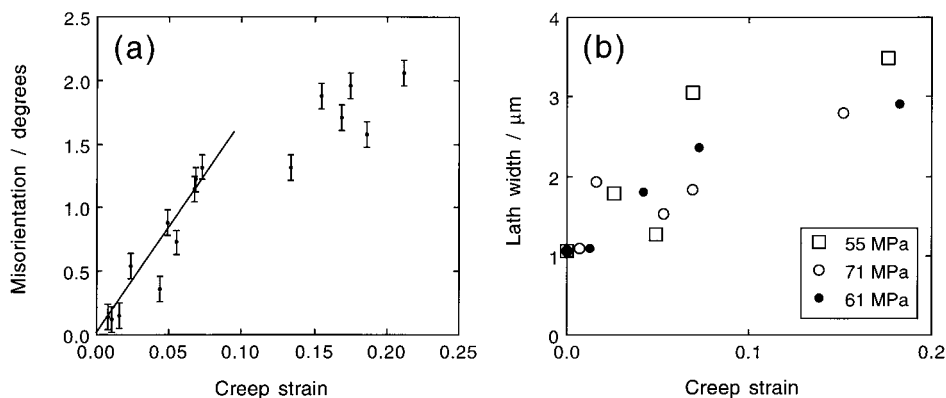 (a)
2.5
2.0
1.5
1.0
0.5
0.0
0.00 0.05 0.10 0.15 0.20 0.25
Misorientation / degrees
Creep strain
(b)
4
3
2
1
0
0.0 0.1 0.2
Lath width / μm
Creep strain
55 MPa
71 MPa
61 MPa